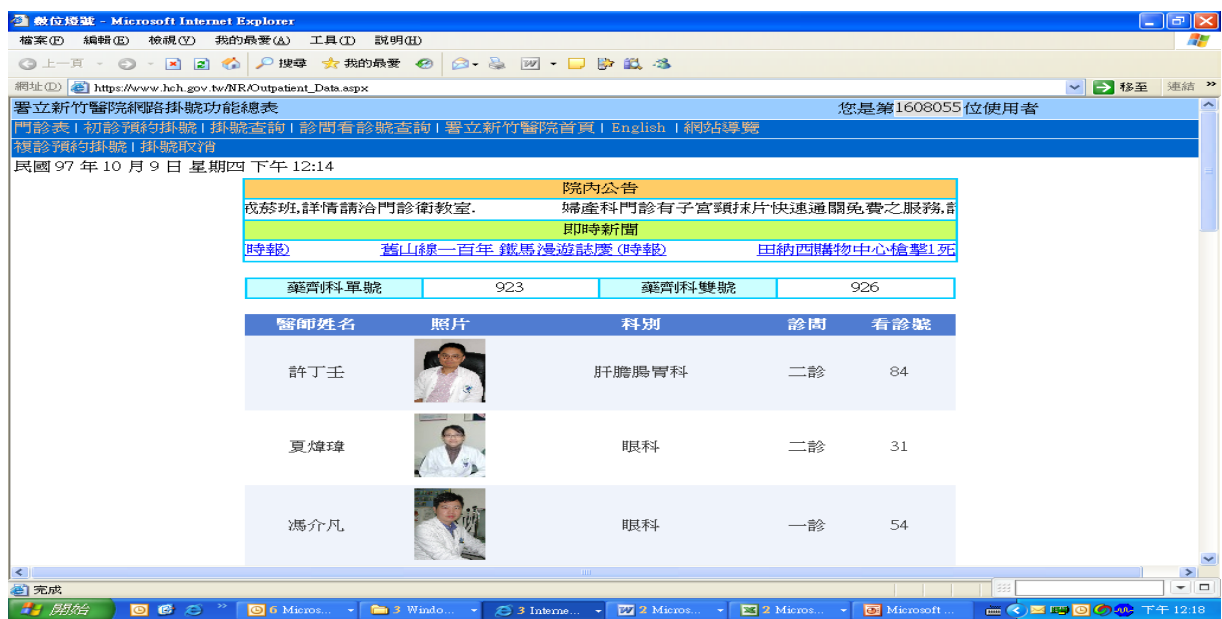 數位燈號 - Microsoft Internet Explorer
檔案(F) 編輯(E) 檢視(V) 我的最愛(A) 工具(T) 說明(H)
上一頁 搜尋 我的最愛
網址(D) https://www.hch.gov.tw/NR/Outpatient_Data.aspx 移至 連結 »
署立新竹醫院網路掛號功能總表 您是第1608055位使用者
門診表 | 初診預約掛號 | 掛號查詢 | 診間看診號查詢 | 署立新竹醫院首頁 | English | 網站導覽
複診預約掛號 | 掛號取消
民國 97 年 10 月 9 日 星期四 下午 12:14
院內公告
戒菸班,詳情請洽門診衛教室. 婦產科門診有子宮頸抹片快速通關免費之服務,
即時新聞
時報) 舊山線一百年 鐵馬漫遊誌慶 (時報) 田納西購物中心槍擊1死
藥劑科單號 923 藥劑科雙號 926
醫師姓名 照片 科別 診間 看診號
許丁壬 肝膽腸胃科 二診 84
夏煒瑋 眼科 二診 31
馮介凡 眼科 一診 54
完成
開始 » 6 Micros... 3 Windo... 3 Interne... 2 Micros... 2 Micros... Microsoft ... 下午 12:18